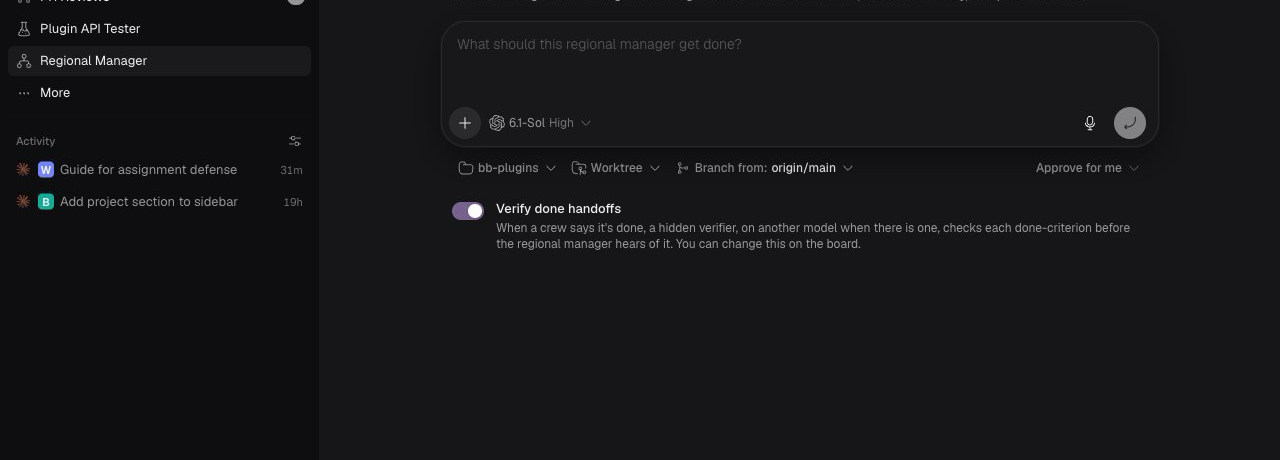 Plugin API Tester
Regional Manager
More
Activity
W Guide for assignment defense 31m
B Add project section to sidebar 19h
What should this regional manager get done?
6.1-Sol High
bb-plugins Worktree Branch from: origin/main Approve for me
Verify done handoffs
When a crew says it's done, a hidden verifier, on another model when there is one, checks each done-criterion before
the regional manager hears of it. You can change this on the board.